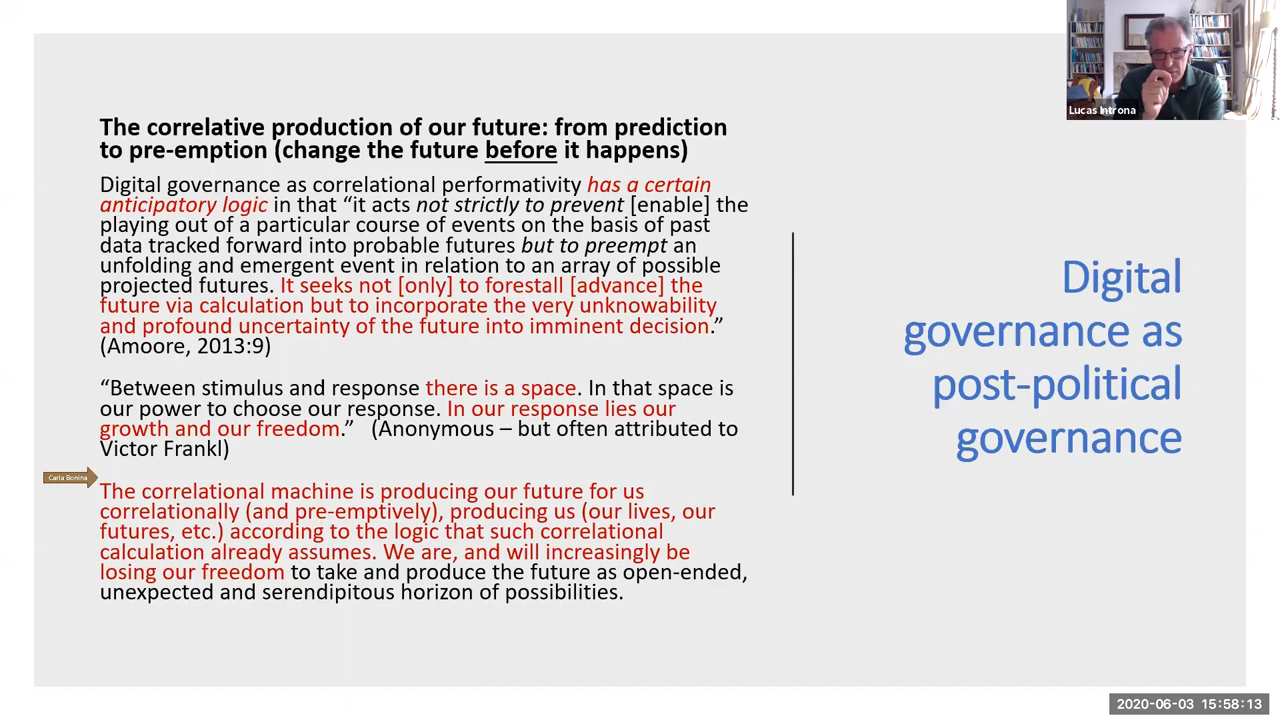 Lucas Introna
The correlative production of our future: from prediction
to pre-emption (change the future before it happens)
Digital governance as correlational performativity has a certain
anticipatory logic in that “it acts not strictly to prevent [enable] the
playing out of a particular course of events on the basis of past
data tracked forward into probable futures but to preempt an
unfolding and emergent event in relation to an array of possible
projected futures. It seeks not [only] to forestall [advance] the
future via calculation but to incorporate the very unknowability
and profound uncertainty of the future into imminent decision.”
(Amoore, 2013:9)
“Between stimulus and response there is a space. In that space is
our power to choose our response. In our response lies our
growth and our freedom.” (Anonymous – but often attributed to
Victor Frankl)
Carla Bonina
The correlational machine is producing our future for us
correlationally (and pre-emptively), producing us (our lives, our
futures, etc.) according to the logic that such correlational
calculation already assumes. We are, and will increasingly be
losing our freedom to take and produce the future as open-ended,
unexpected and serendipitous horizon of possibilities.
Digital
governance as
post-political
governance
2020-06-03 15:58:13